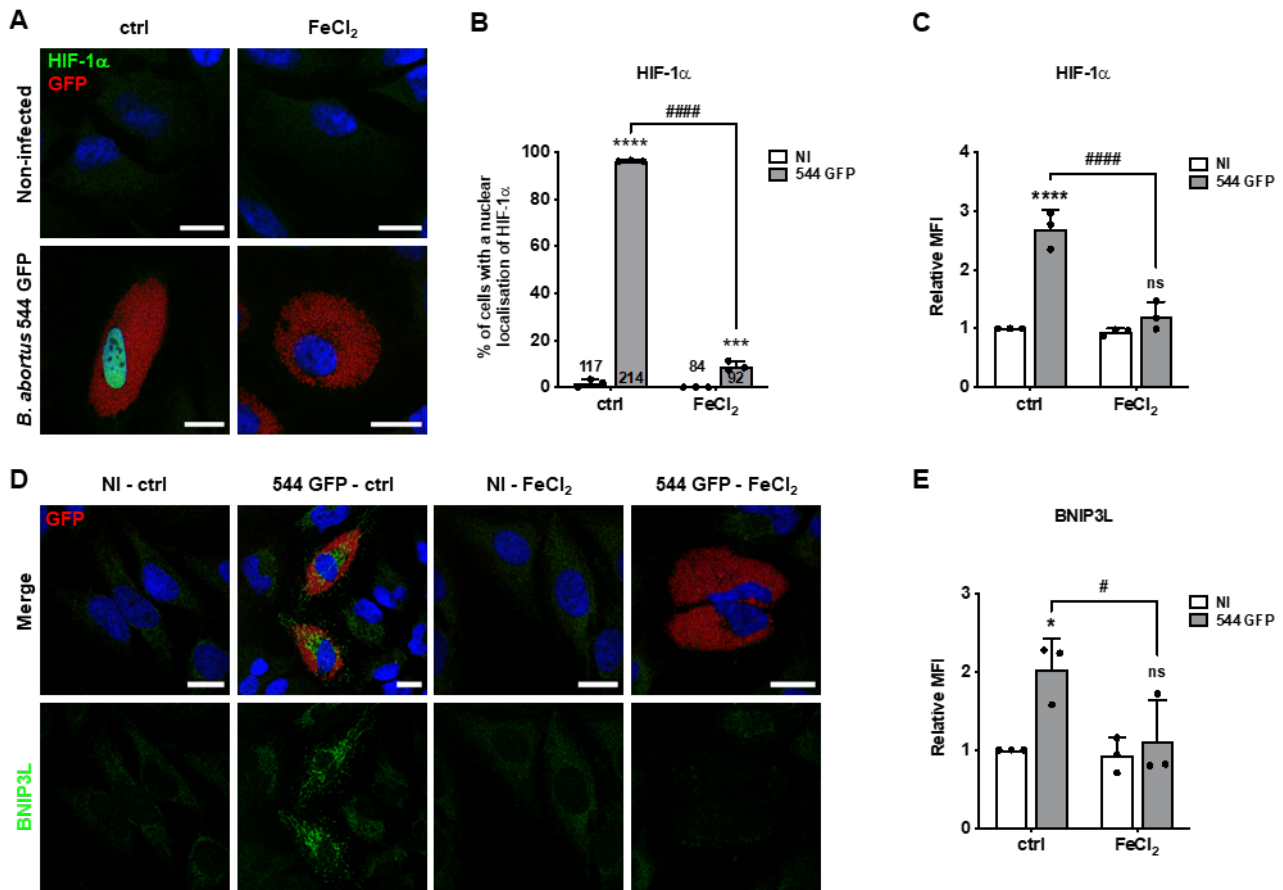 A
ctrl
FeCl₂
HIF-1α
GFP
Non-infected
B. abortus 544 GFP
B
HIF-1α
####
****
NI
544 GFP
% of cells with a nuclear
localisation of HIF-1α
100
80
60
40
20
0
117
214
84
***
92
ctrl
FeCl₂
C
HIF-1α
####
****
ns
NI
544 GFP
Relative MFI
4
3
2
1
0
ctrl
FeCl₂
D
NI - ctrl
544 GFP - ctrl
NI - FeCl₂
544 GFP - FeCl₂
GFP
Merge
BNIP3L
E
BNIP3L
#
*
ns
NI
544 GFP
Relative MFI
3
2
1
0
ctrl
FeCl₂